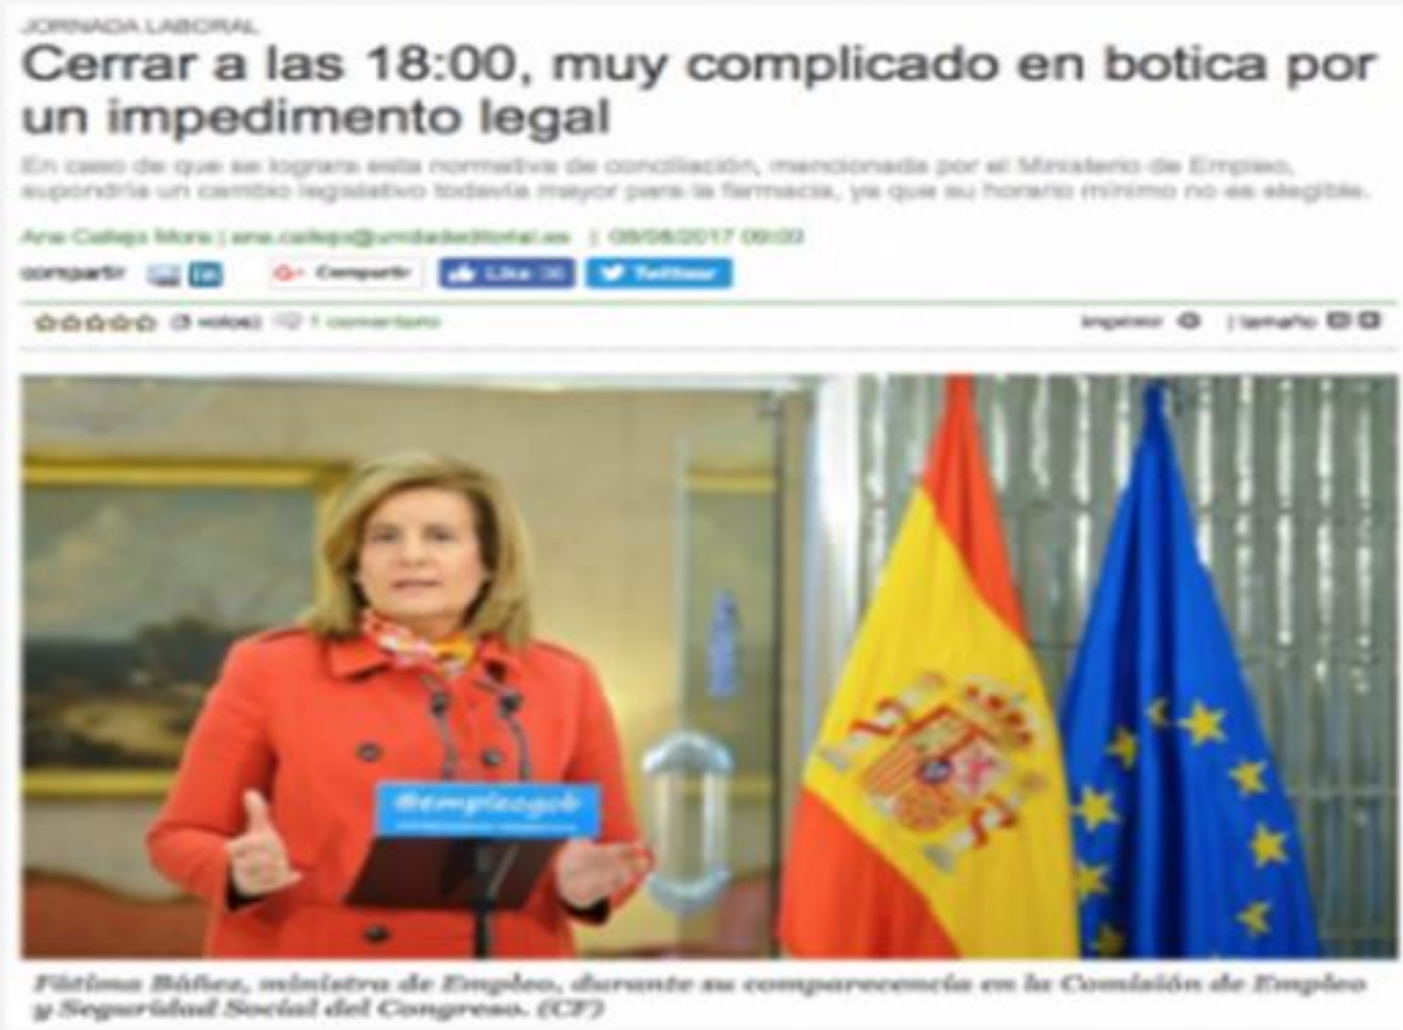 JORNADA LABORAL
Cerrar a las 18:00, muy complicado en botica por
un impedimento legal
En caso de que se lograra esta normativa de conciliación, mencionada por el Ministerio de Empleo,
supondría un cambio legislativo todavía mayor para la farmacia, ya que su horario mínimo no es elegible.
Ana Callejo Mora | ana.callejo@unidadeditorial.es | /2017 09:00
compartir in G+ Compartir Like Twittear
(3 votos) 1 comentario
imprimir | tamaño
@empleogob
Fátima Báñez, ministra de Empleo, durante su comparecencia en la Comisión de Empleo
y Seguridad Social del Congreso. (CF)